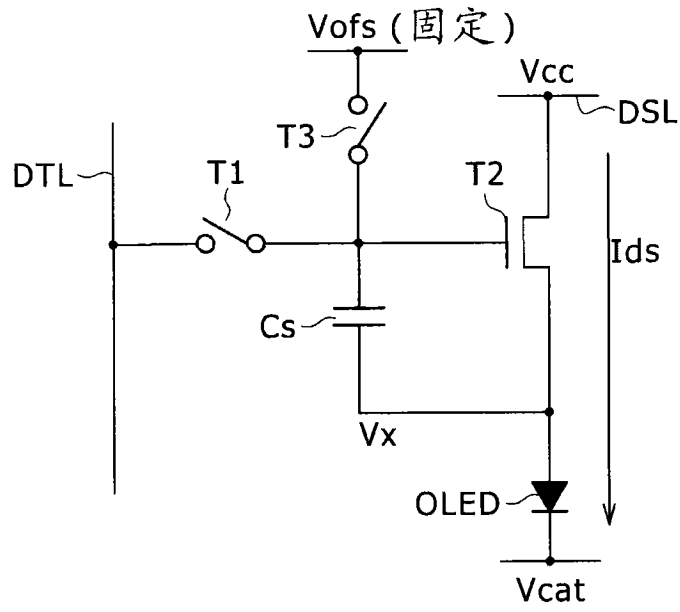 Vofs (固定)
Vcc
DSL
T3
DTL
T1
T2
Ids
Cs
Vx
OLED
Vcat